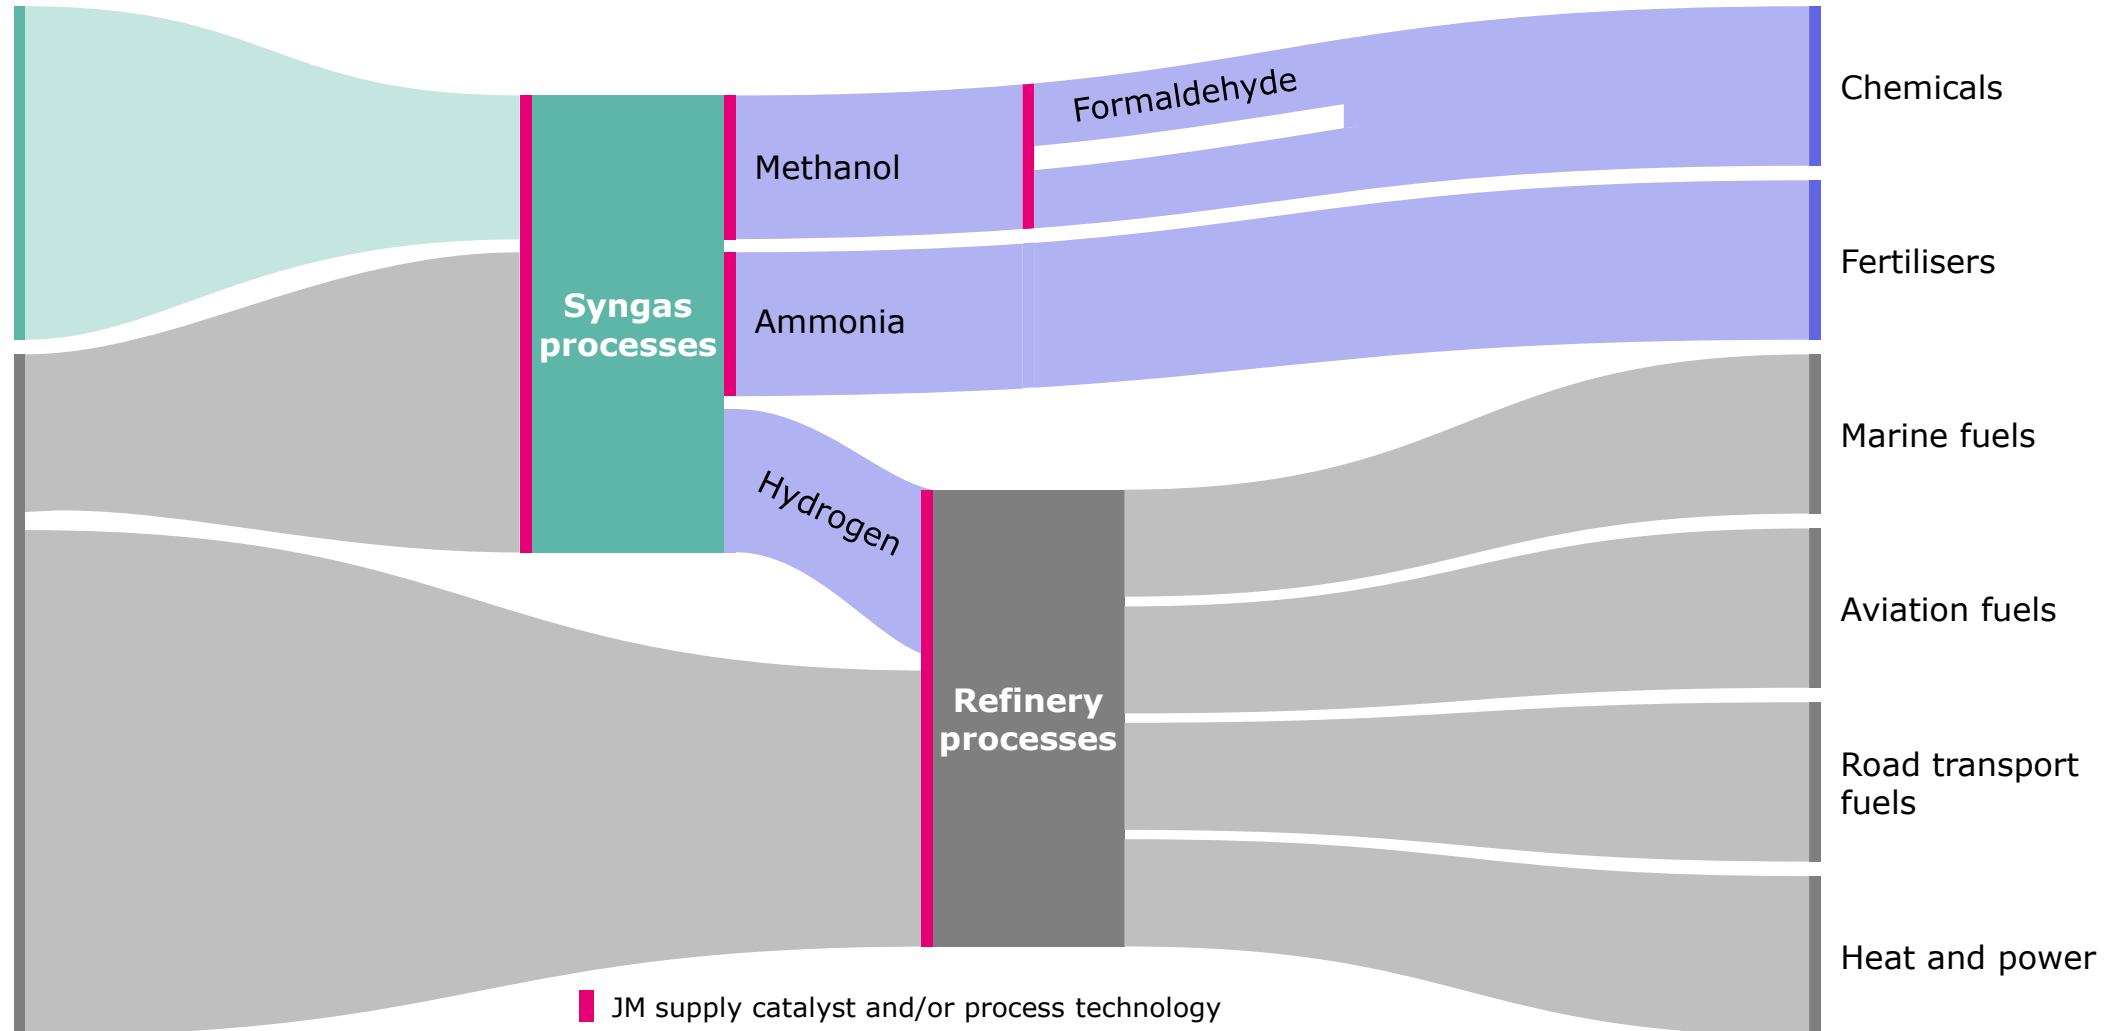 Chemicals
Formaldehyde
Methanol
Fertilisers
Syngas
processes
Ammonia
Marine fuels
Hydrogen
Aviation fuels
Refinery
processes
Road transport
fuels
Heat and power
JM supply catalyst and/or process technology